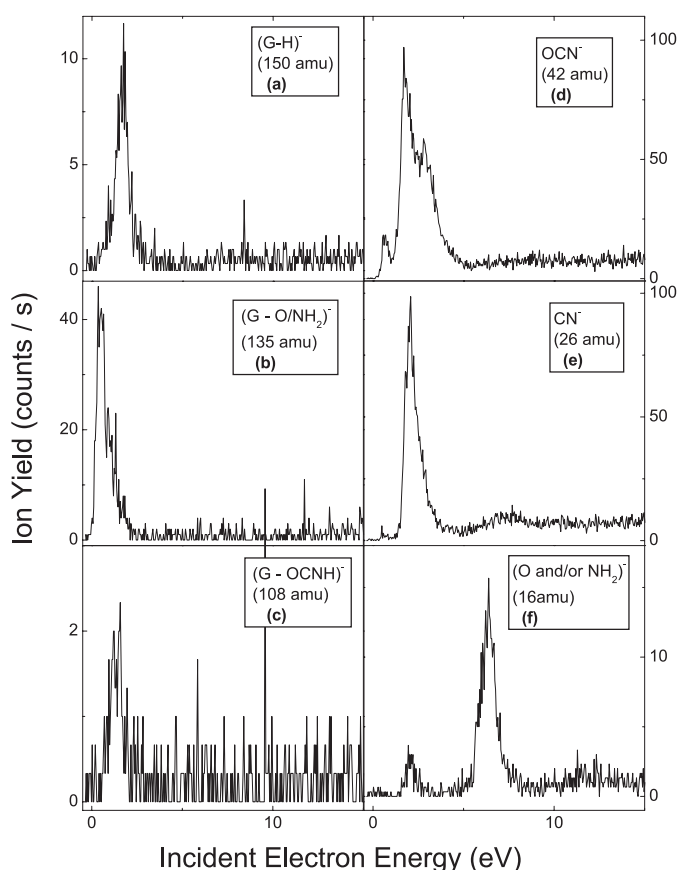 (G-H)-
(150 amu)
(a)
10
5
0
OCN-
(42 amu)
(d)
100
50
0
(G - O/NH2)-
(135 amu)
(b)
40
20
0
CN-
(26 amu)
(e)
100
50
0
(G - OCNH)-
(108 amu)
(c)
2
0
0
10
(O and/or NH2)-
(16amu)
(f)
10
0
0
10
Ion Yield (counts / s)
Incident Electron Energy (eV)